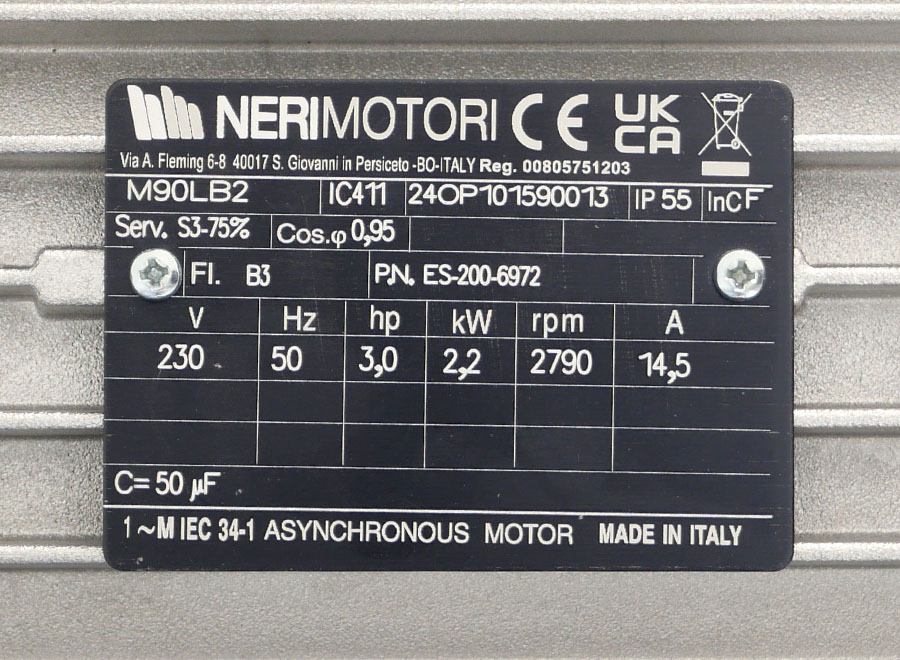 NERIMOTORI CE UK CA
Via A. Fleming 6-8 40017 S. Giovanni in Persiceto -BO-ITALY Reg. 00805751203
M90LB2 IC411 24OP101590013 IP 55 InCF
Serv. S3-75% Cos.φ 0,95
Fl. B3 P.N. ES-200-6972
V Hz hp kW rpm A
230 50 3,0 2,2 2790 14,5
C= 50 µF
1~M IEC 34-1 ASYNCHRONOUS MOTOR MADE IN ITALY